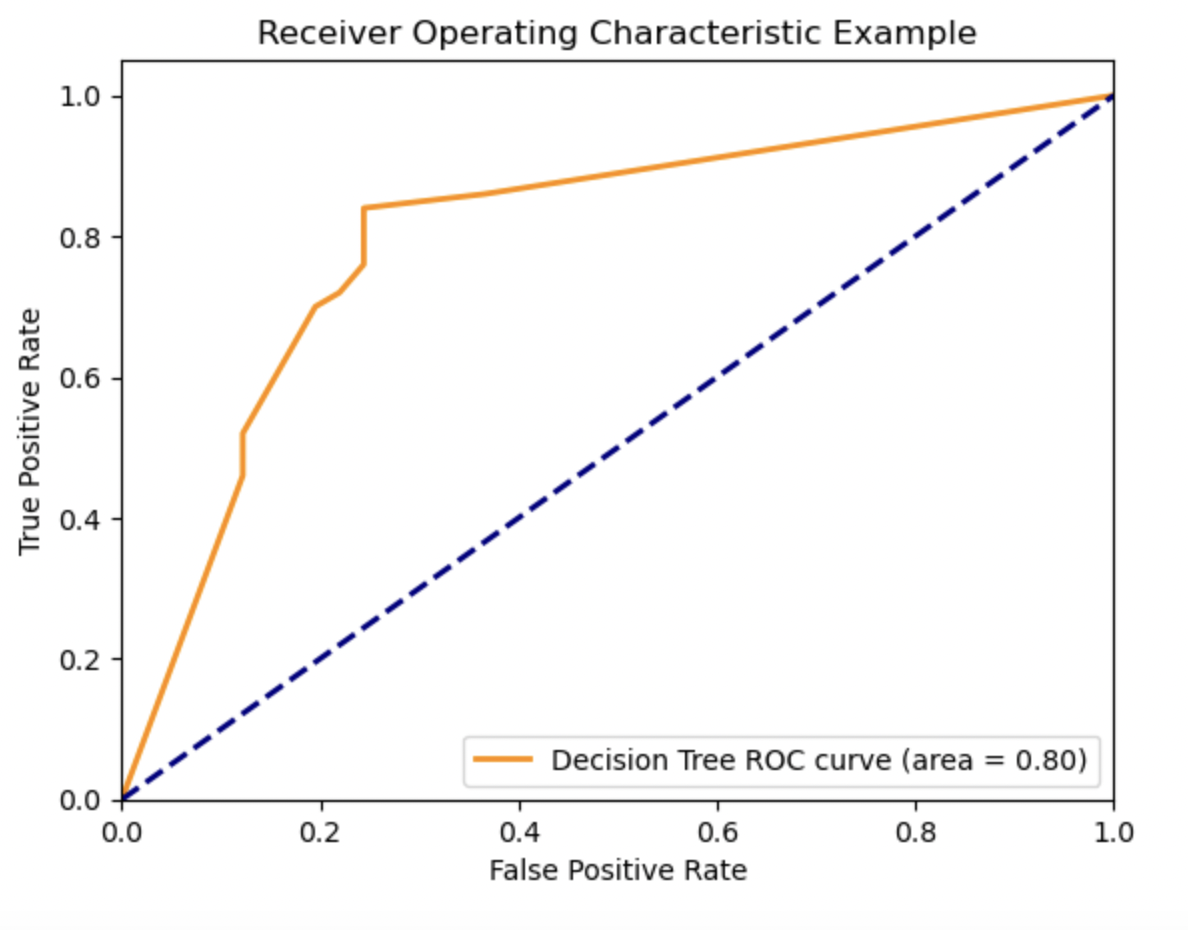 Receiver Operating Characteristic Example
True Positive Rate
1.0
0.8
0.6
0.4
0.2
0.0
Decision Tree ROC curve (area = 0.80)
0.0 0.2 0.4 0.6 0.8 1.0
False Positive Rate